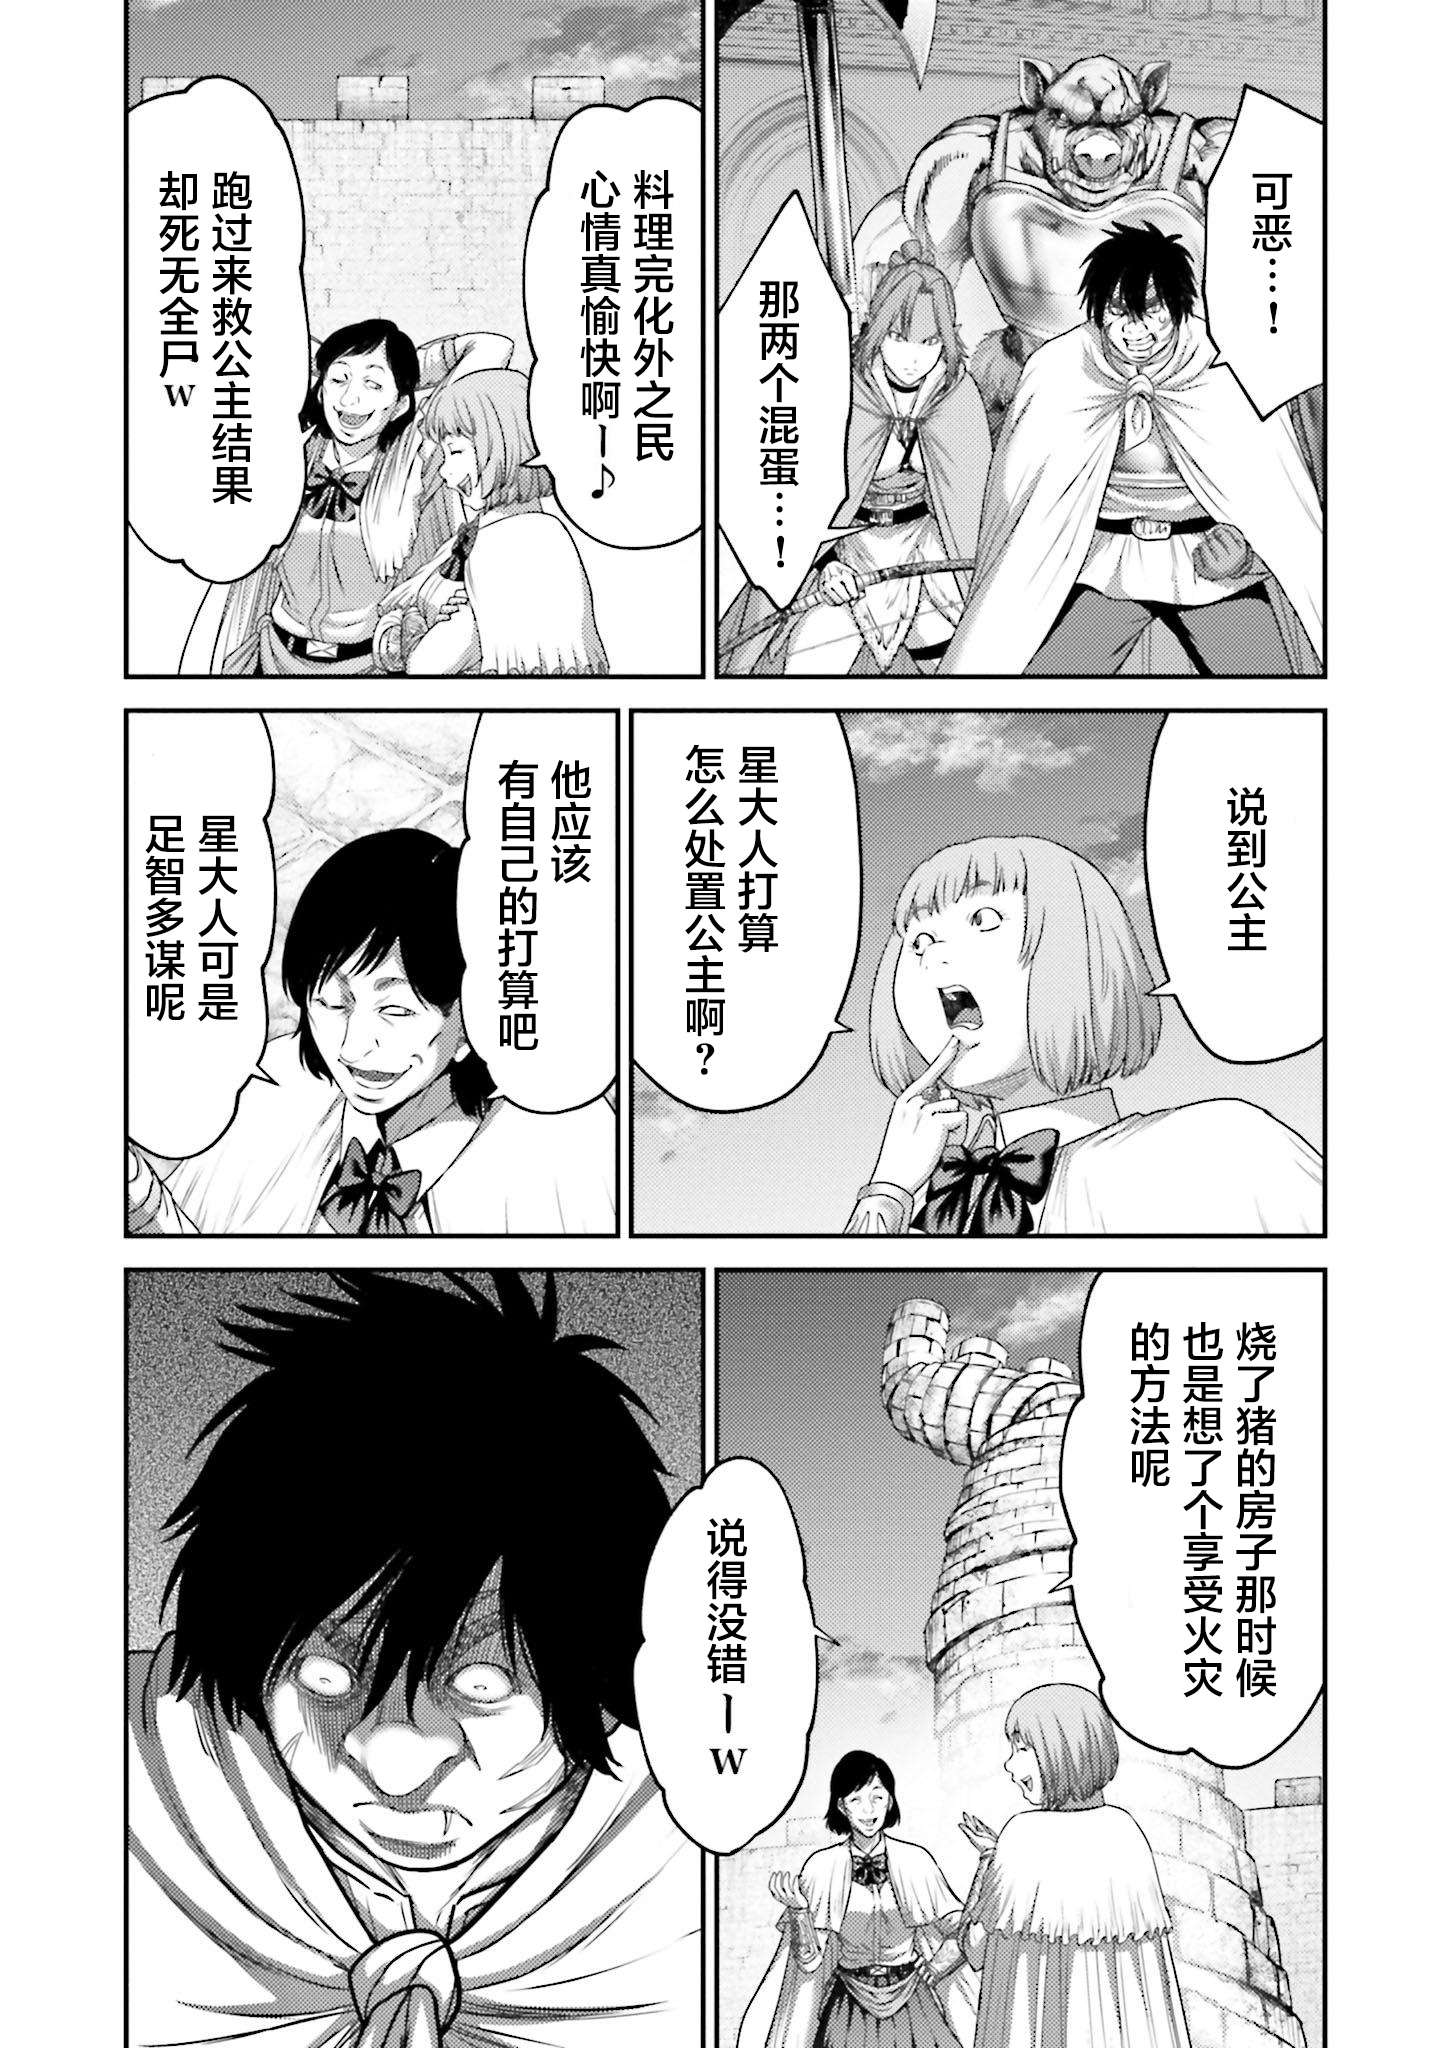 可恶…！
那两个混蛋…！
料理完化外之民
心情真愉快啊ー♪
跑过来救公主结果
却死无全尸w
说到公主
星大人打算
怎么处置公主啊？
他应该
有自己的打算吧
星大人可是
足智多谋呢
烧了猪的房子那时候
也是想了个享受火灾
的方法呢
说得没错ーw